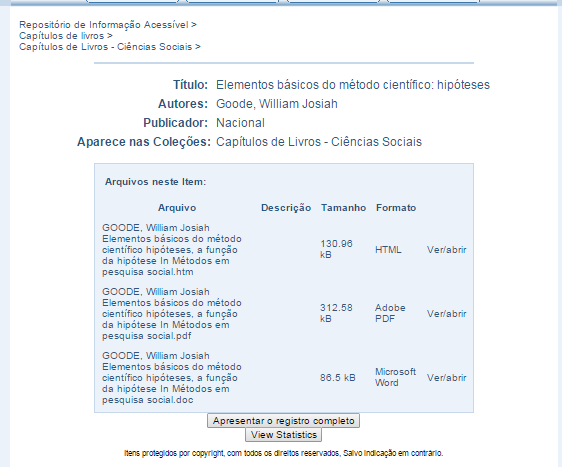 Repositório de Informação Acessível >
Capítulos de livros >
Capítulos de Livros - Ciências Sociais >
Título: Elementos básicos do método científico: hipóteses
Autores: Goode, William Josiah
Publicador: Nacional
Aparece nas Coleções: Capítulos de Livros - Ciências Sociais
Arquivos neste Item:
Arquivo Descrição Tamanho Formato
GOODE, William Josiah
Elementos básicos do método
científico hipóteses, a função
da hipótese In Métodos em
pesquisa social.htm
130.96
kB
HTML
Ver/abrir
GOODE, William Josiah
Elementos básicos do método
científico hipóteses, a função
da hipótese In Métodos em
pesquisa social.pdf
312.58
kB
Adobe
PDF
Ver/abrir
GOODE, William Josiah
Elementos básicos do método
científico hipóteses, a função
da hipótese In Métodos em
pesquisa social.doc
86.5 kB
Microsoft
Word
Ver/abrir
Apresentar o registro completo
View Statistics
Itens protegidos por copyright, com todos os direitos reservados, Salvo indicação em contrário.